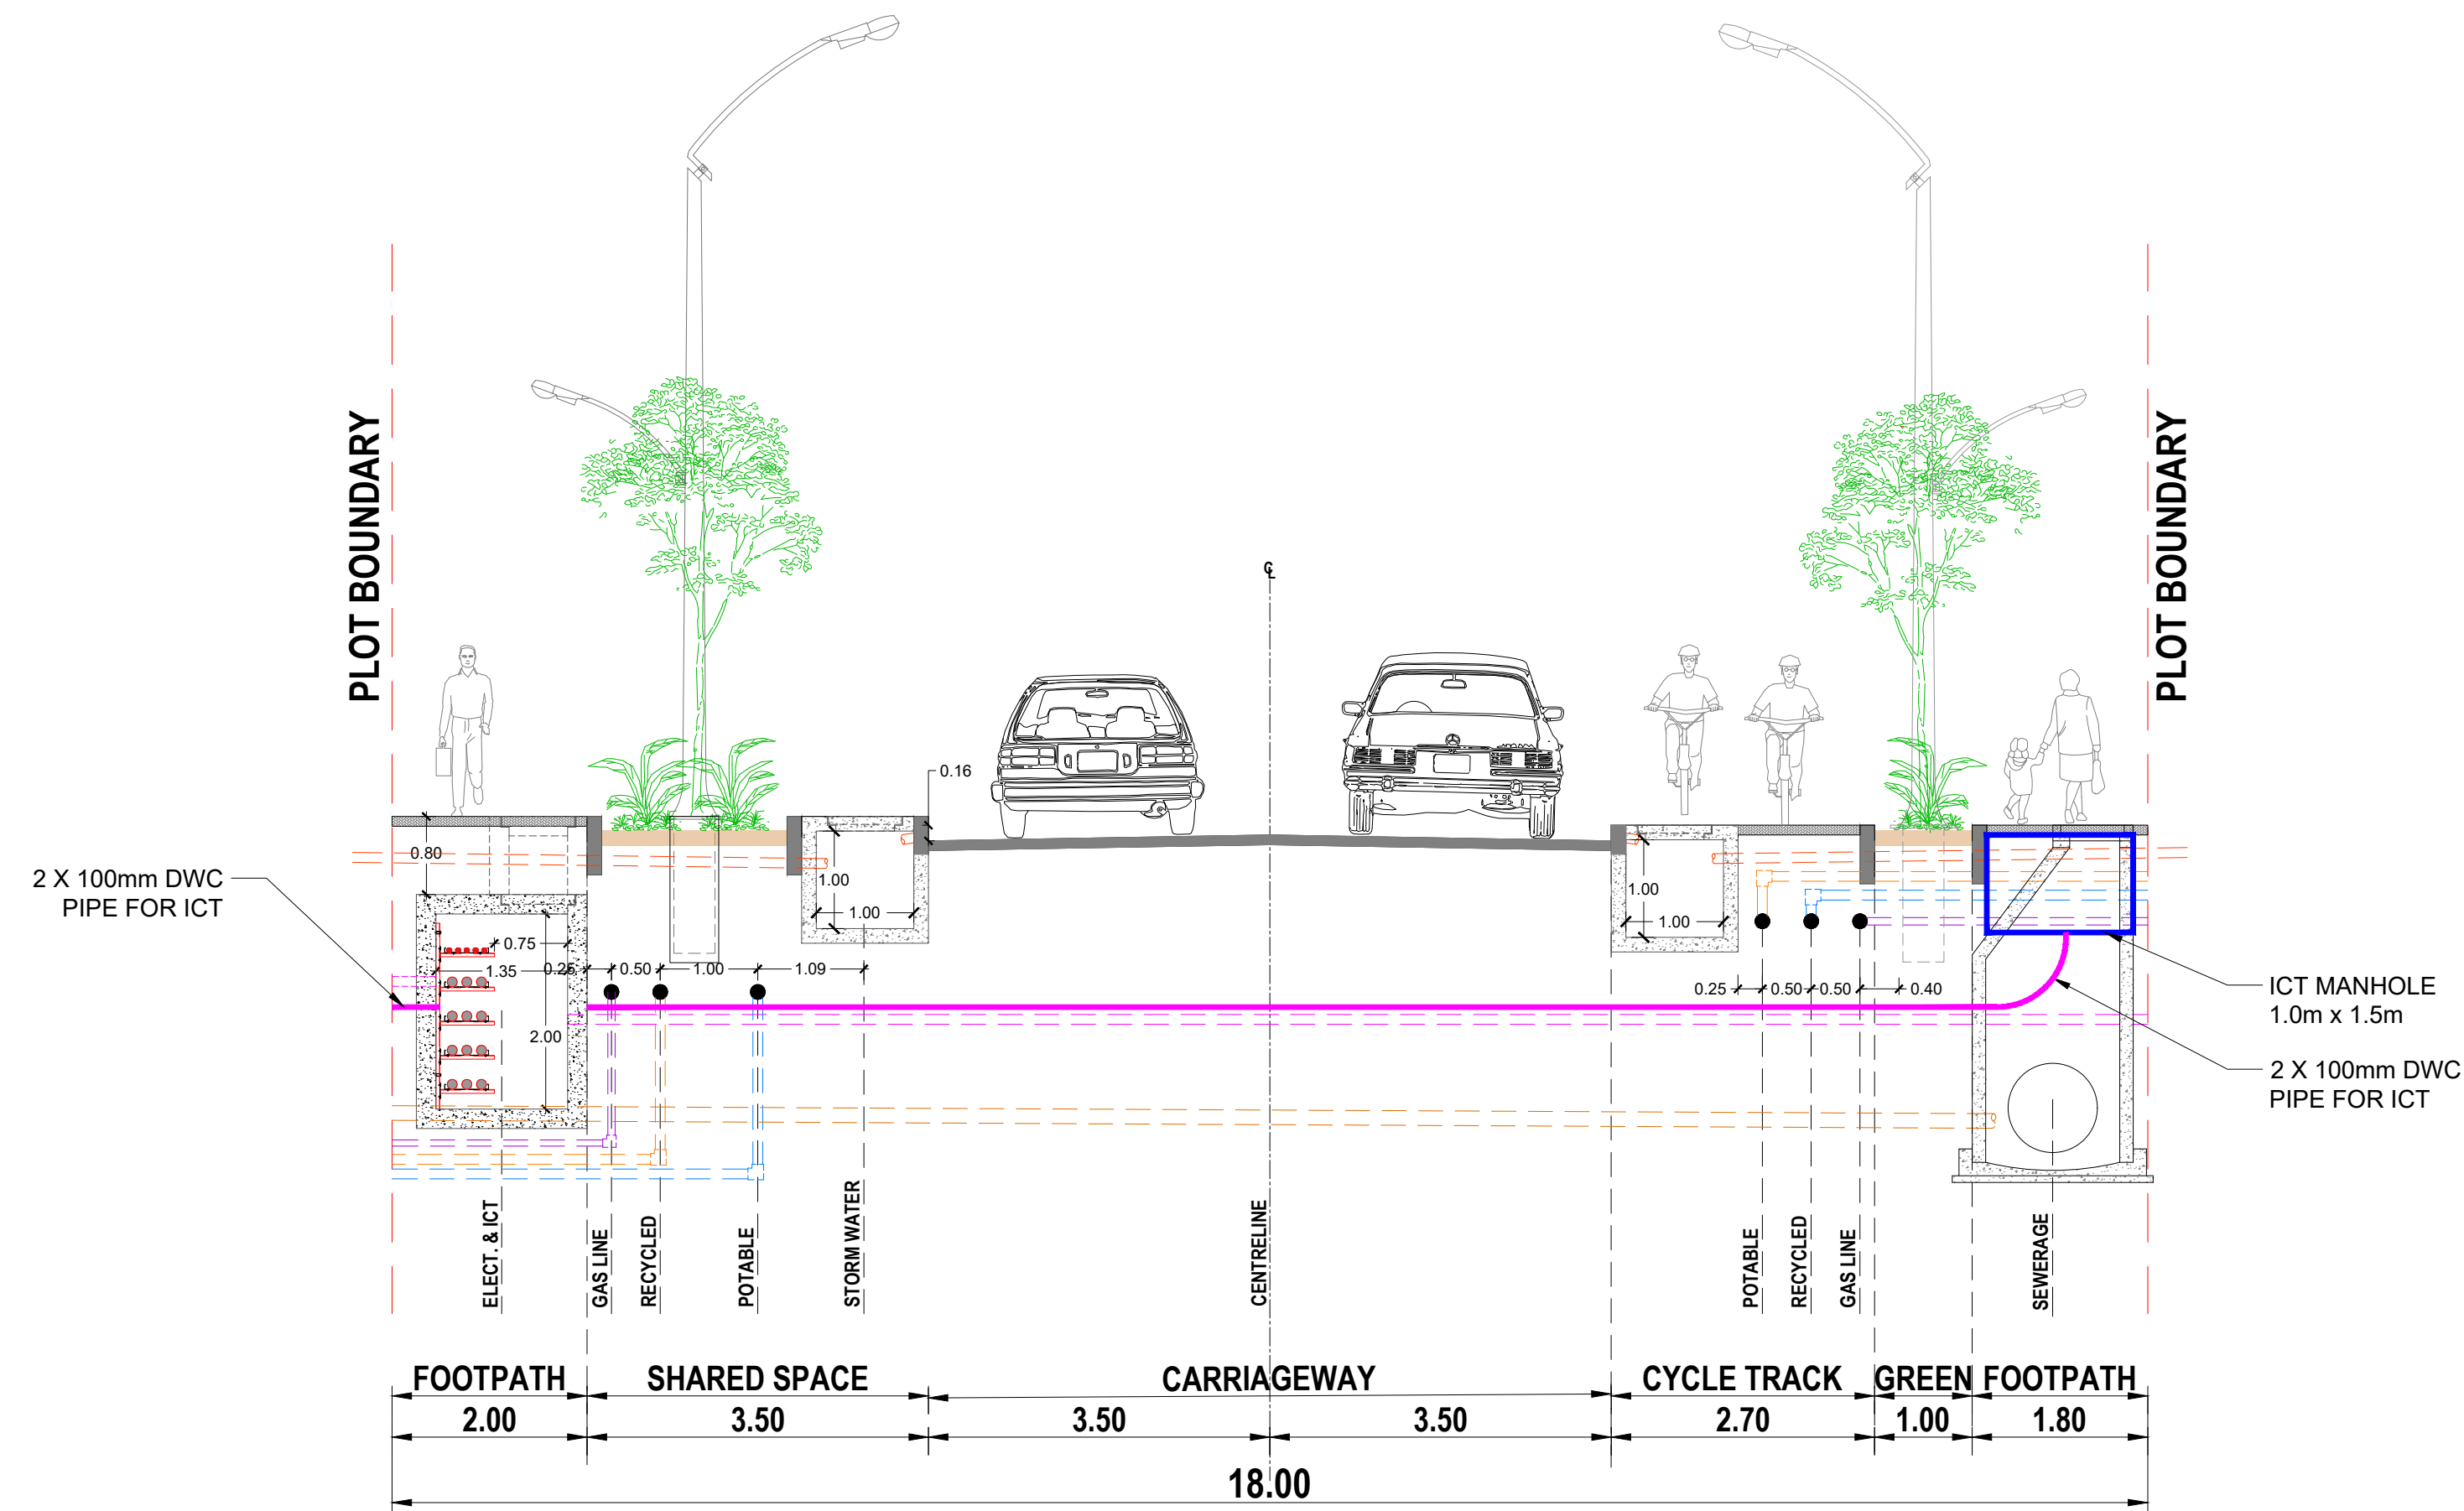 PLOT BOUNDARY
PLOT BOUNDARY
℄
0.16
0.80
2 X 100mm DWC
PIPE FOR ICT
1.00
1.00
1.00
1.00
0.75
1.35
0.25
0.50
1.00
1.09
2.00
0.25
0.50
0.50
0.40
ICT MANHOLE
1.0m x 1.5m
2 X 100mm DWC
PIPE FOR ICT
ELECT. & ICT
GAS LINE
RECYCLED
POTABLE
STORM WATER
CENTRELINE
POTABLE
RECYCLED
GAS LINE
SEWERAGE
FOOTPATH SHARED SPACE CARRIAGEWAY CYCLE TRACK GREEN FOOTPATH
2.00 3.50 3.50 3.50 2.70 1.00 1.80
18.00